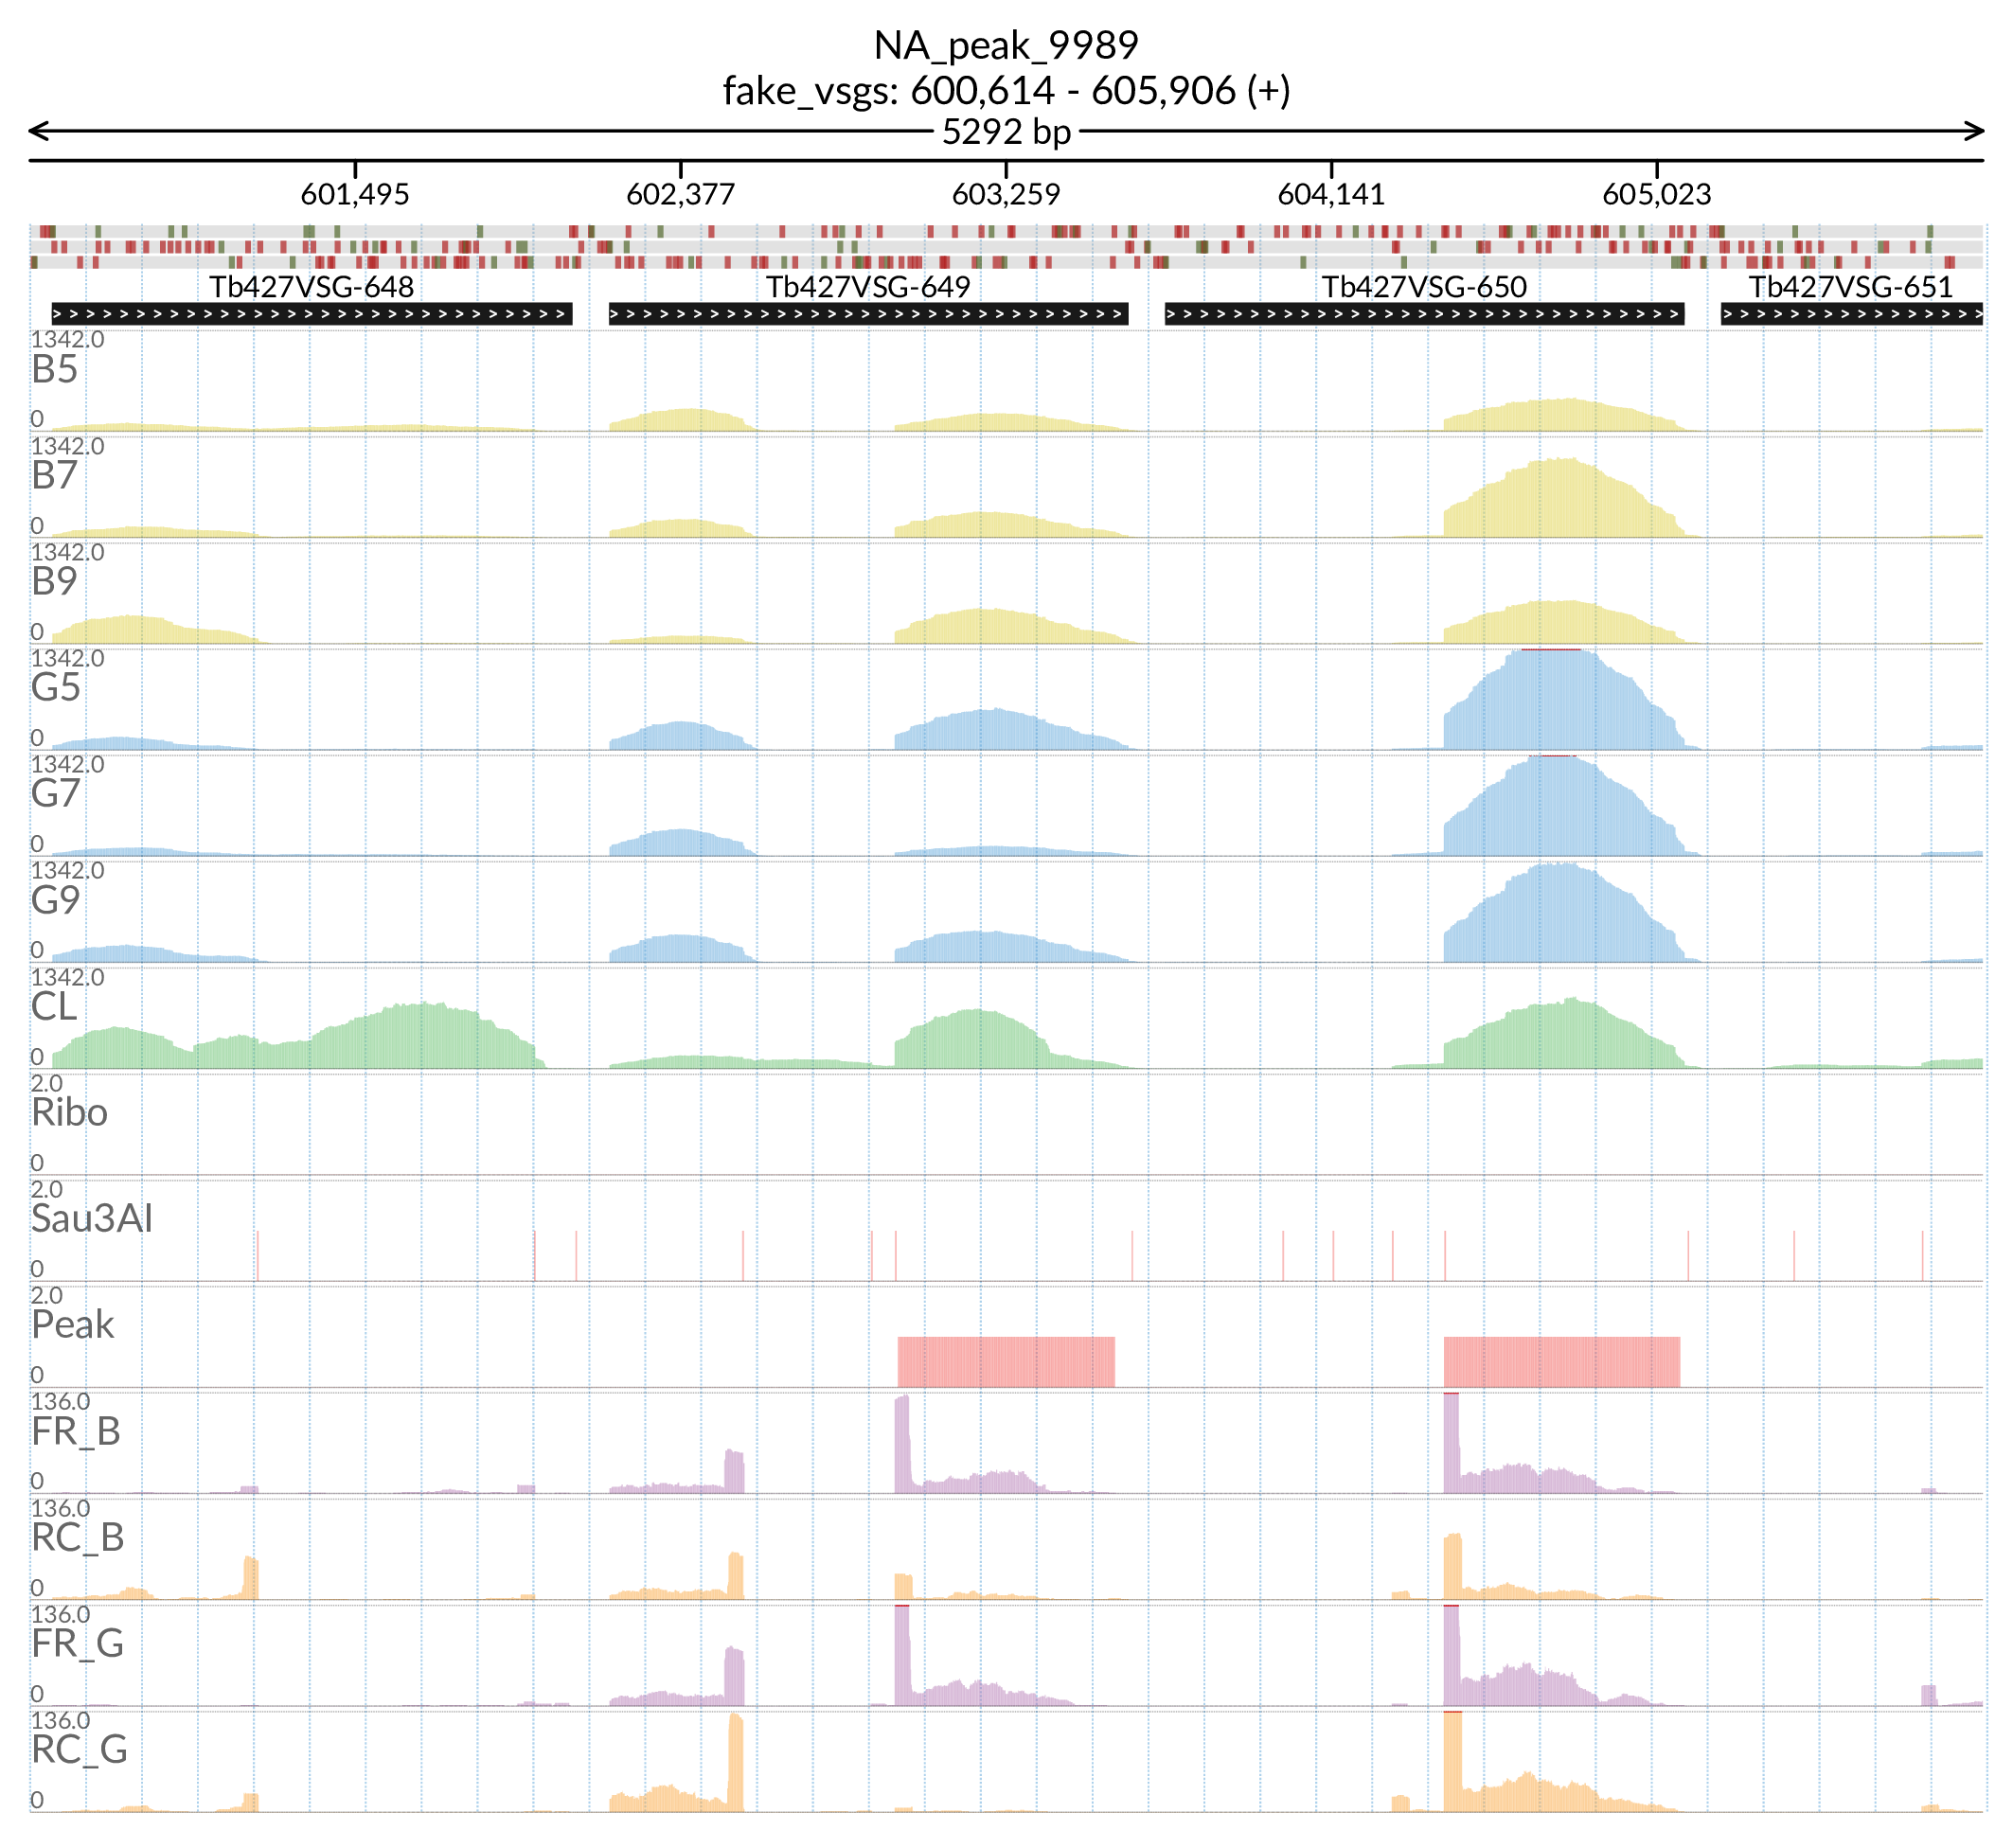 NA_peak_9989
fake_vsgs: 600,614 - 605,906 (+)
5292 bp
601,495 602,377 603,259 604,141 605,023
Tb427VSG-648 Tb427VSG-649 Tb427VSG-650 Tb427VSG-651
1342.0
B5
0
1342.0
B7
0
1342.0
B9
0
1342.0
G5
0
1342.0
G7
0
1342.0
G9
0
1342.0
CL
0
2.0
Ribo
0
2.0
Sau3AI
0
2.0
Peak
0
136.0
FR_B
0
136.0
RC_B
0
136.0
FR_G
0
136.0
RC_G
0